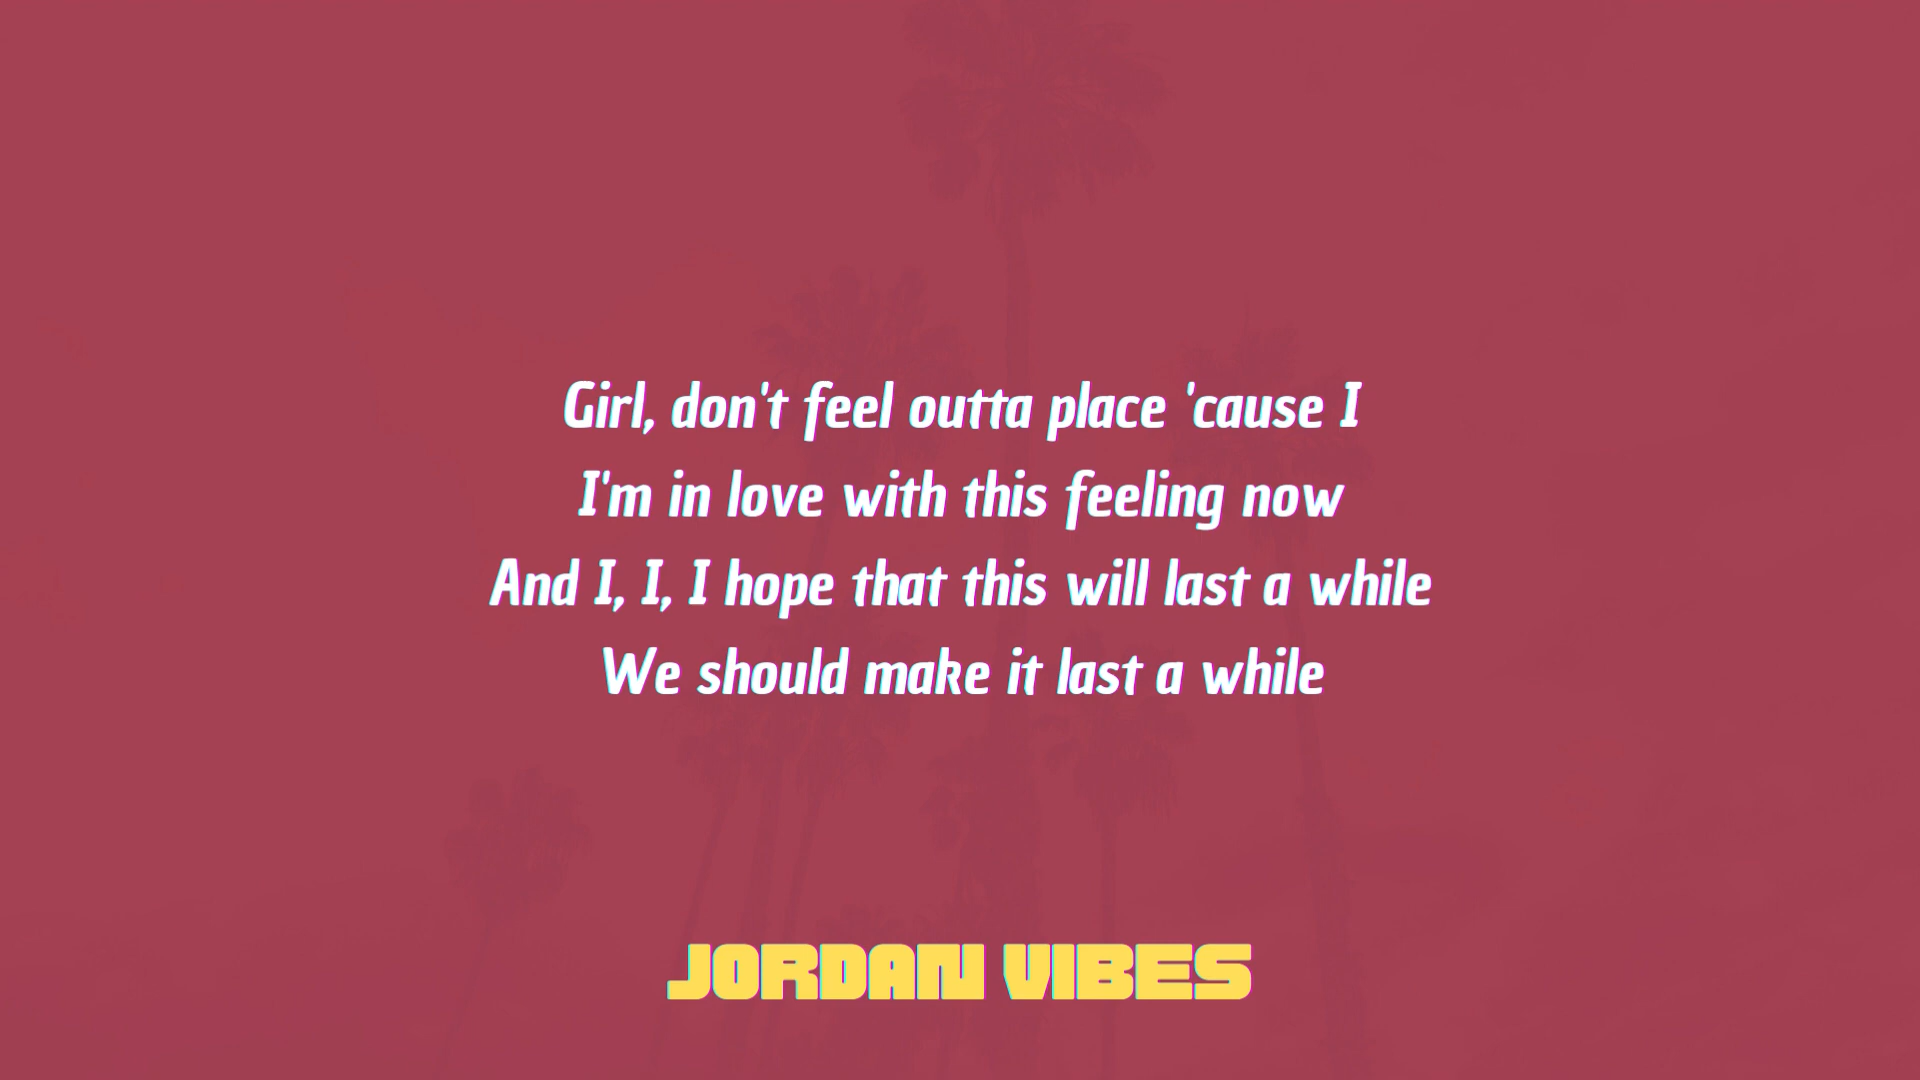 Girl, don't feel outta place 'cause I
I'm in love with this feeling now
And I, I, I hope that this will last a while
We should make it last a while
JORDAN VIBES